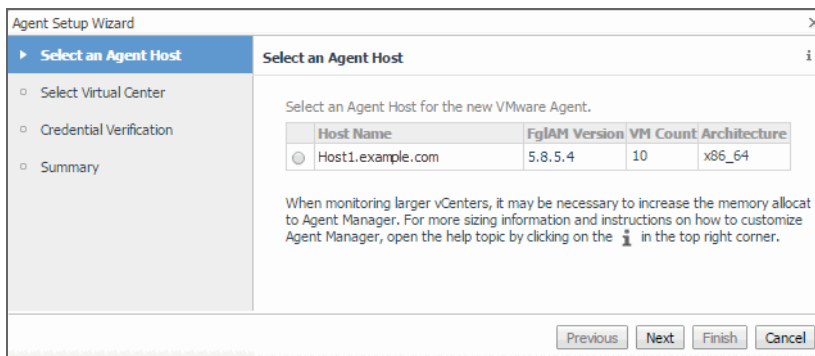 Agent Setup Wizard
Select an Agent Host
Select Virtual Center
Credential Verification
Summary
Select an Agent Host
Select an Agent Host for the new VMware Agent.
Host Name FglAM Version VM Count Architecture
Host1.example.com 5.8.5.4 10 x86_64
When monitoring larger vCenters, it may be necessary to increase the memory allocat
to Agent Manager. For more sizing information and instructions on how to customize
Agent Manager, open the help topic by clicking on the i in the top right corner.
Previous Next Finish Cancel